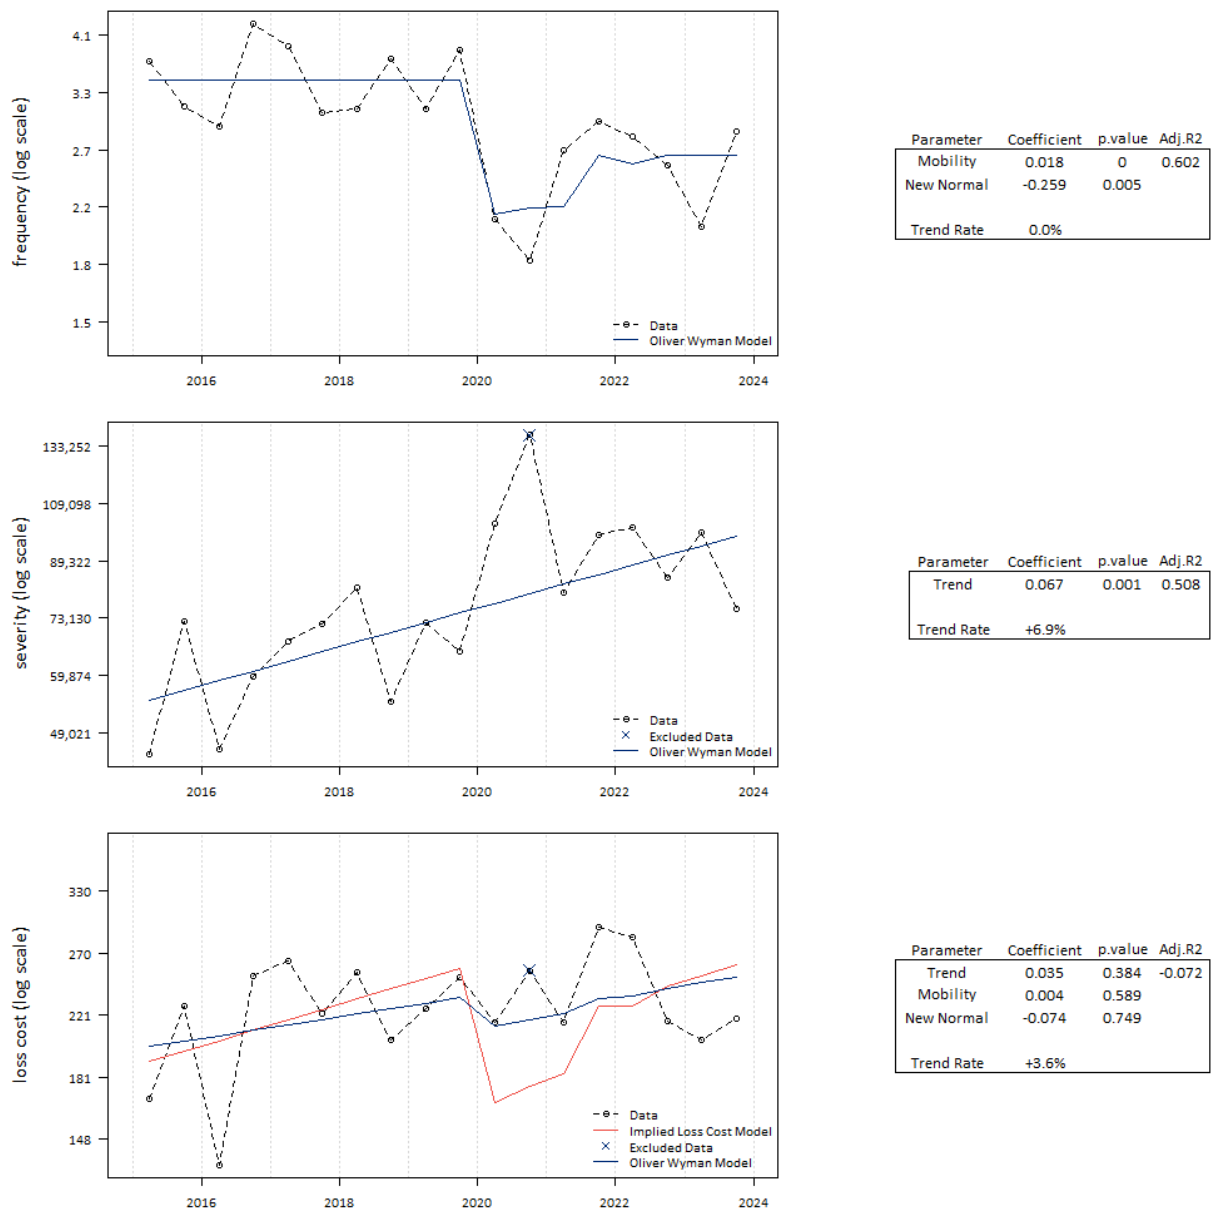 frequency (log scale)
4.1
3.3
2.7
2.2
1.8
1.5
Data
Oliver Wyman Model
2016 2018 2020 2022 2024
Parameter Coefficient p.value Adj.R2
Mobility 0.018 0 0.602
New Normal -0.259 0.005
Trend Rate 0.0%
severity (log scale)
133,252
109,098
89,322
73,130
59,874
49,021
Data
Excluded Data
Oliver Wyman Model
2016 2018 2020 2022 2024
Parameter Coefficient p.value Adj.R2
Trend 0.067 0.001 0.508
Trend Rate +6.9%
loss cost (log scale)
330
270
221
181
148
Data
Implied Loss Cost Model
Excluded Data
Oliver Wyman Model
2016 2018 2020 2022 2024
Parameter Coefficient p.value Adj.R2
Trend 0.035 0.384 -0.072
Mobility 0.004 0.589
New Normal -0.074 0.749
Trend Rate +3.6%